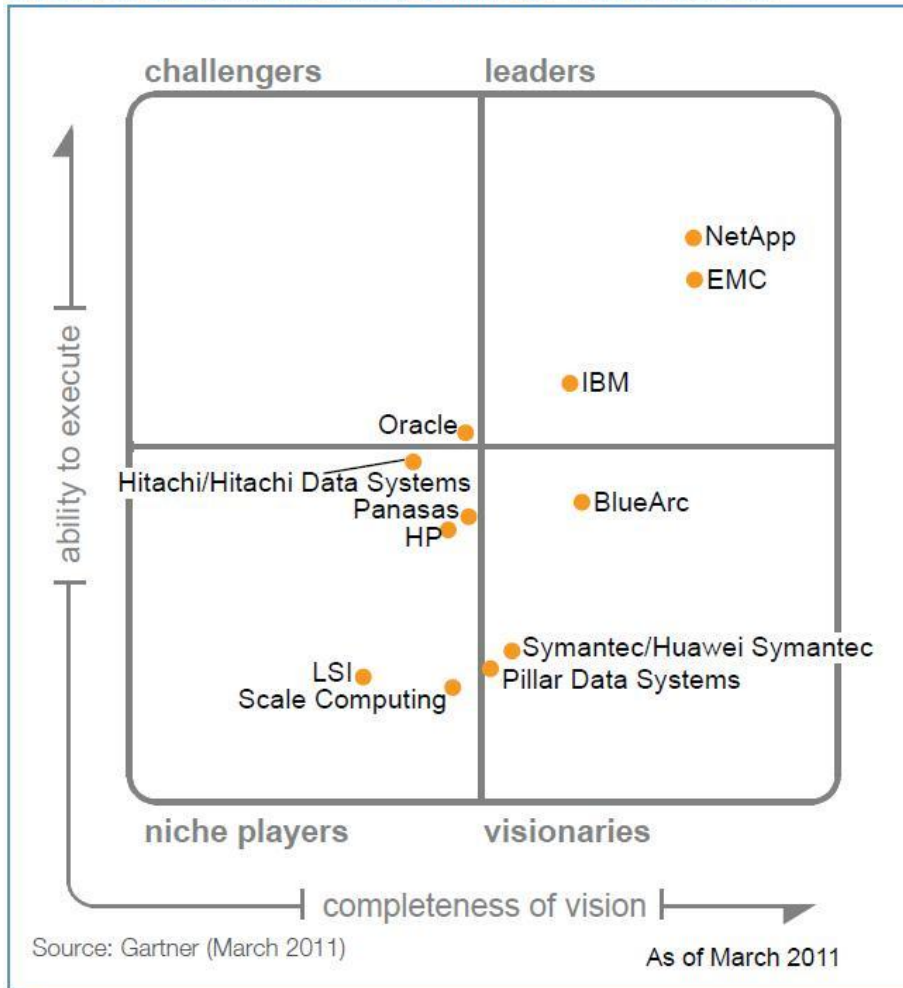 challengers
leaders
NetApp
EMC
IBM
Oracle
Hitachi/Hitachi Data Systems
Panasas
HP
BlueArc
Symantec/Huawei Symantec
Pillar Data Systems
LSI
Scale Computing
niche players
visionaries
ability to execute
completeness of vision
Source: Gartner (March 2011)
As of March 2011